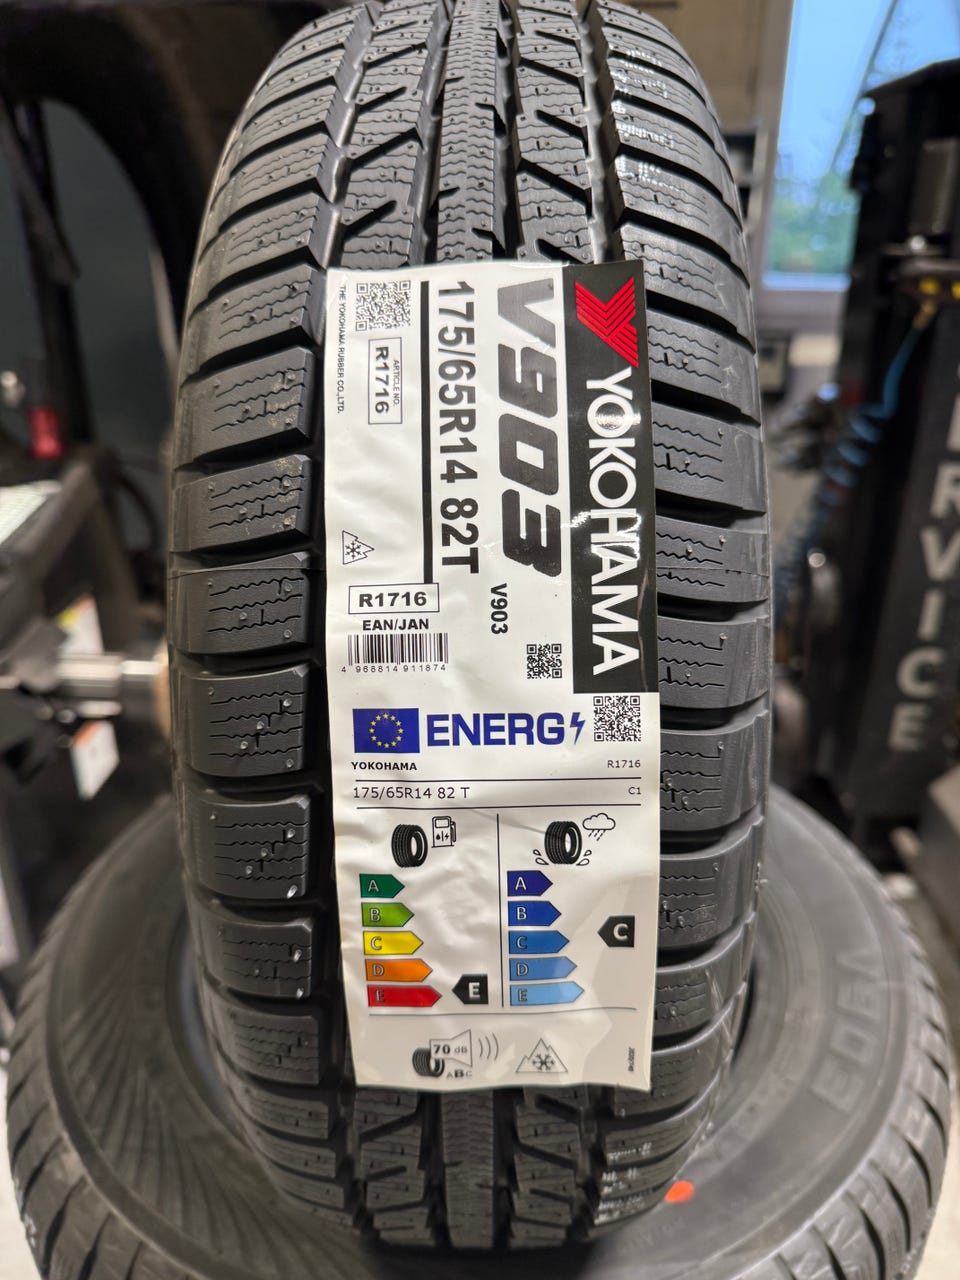 YOKOHAMA
V903
V903
175/65R14 82T
ARTICLE NO.
R1716
THE YOKOHAMA RUBBER CO.,LTD.
R1716
EAN/JAN
4 968814 911874
ENERG
YOKOHAMA R1716
175/65R14 82 T C1
A
B
C
D
E
E
A
B
C
D
E
C
70 dB
ABC
SERVICE